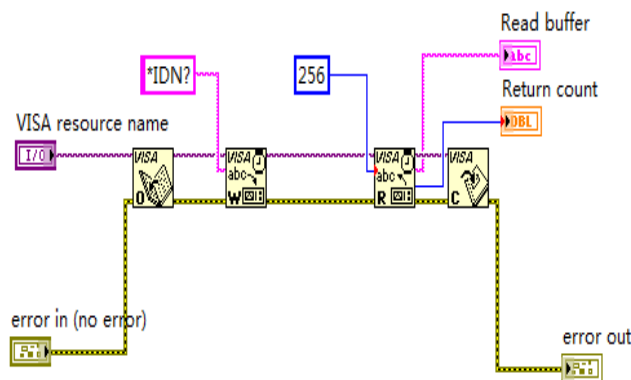 Read buffer
abc
*IDN?
256
Return count
DBL
VISA resource name
I/O
VISA
O
VISA
abc
W
VISA
abc
R
VISA
C
error in (no error)
error out